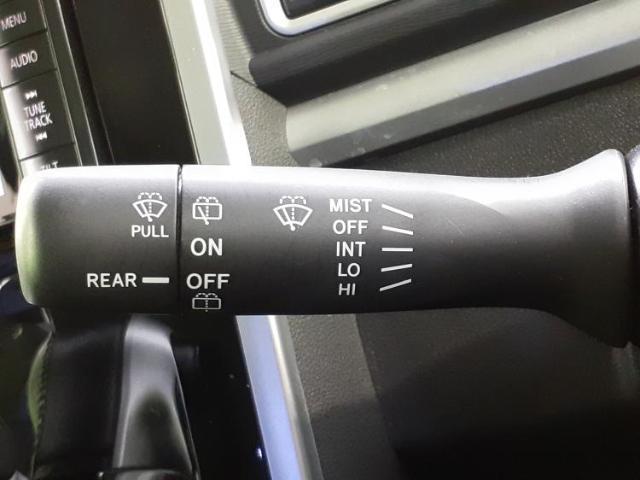 MENU
AUDIO
TUNE
TRACK
PULL
ON
REAR
OFF
MIST
OFF
INT
LO
HI